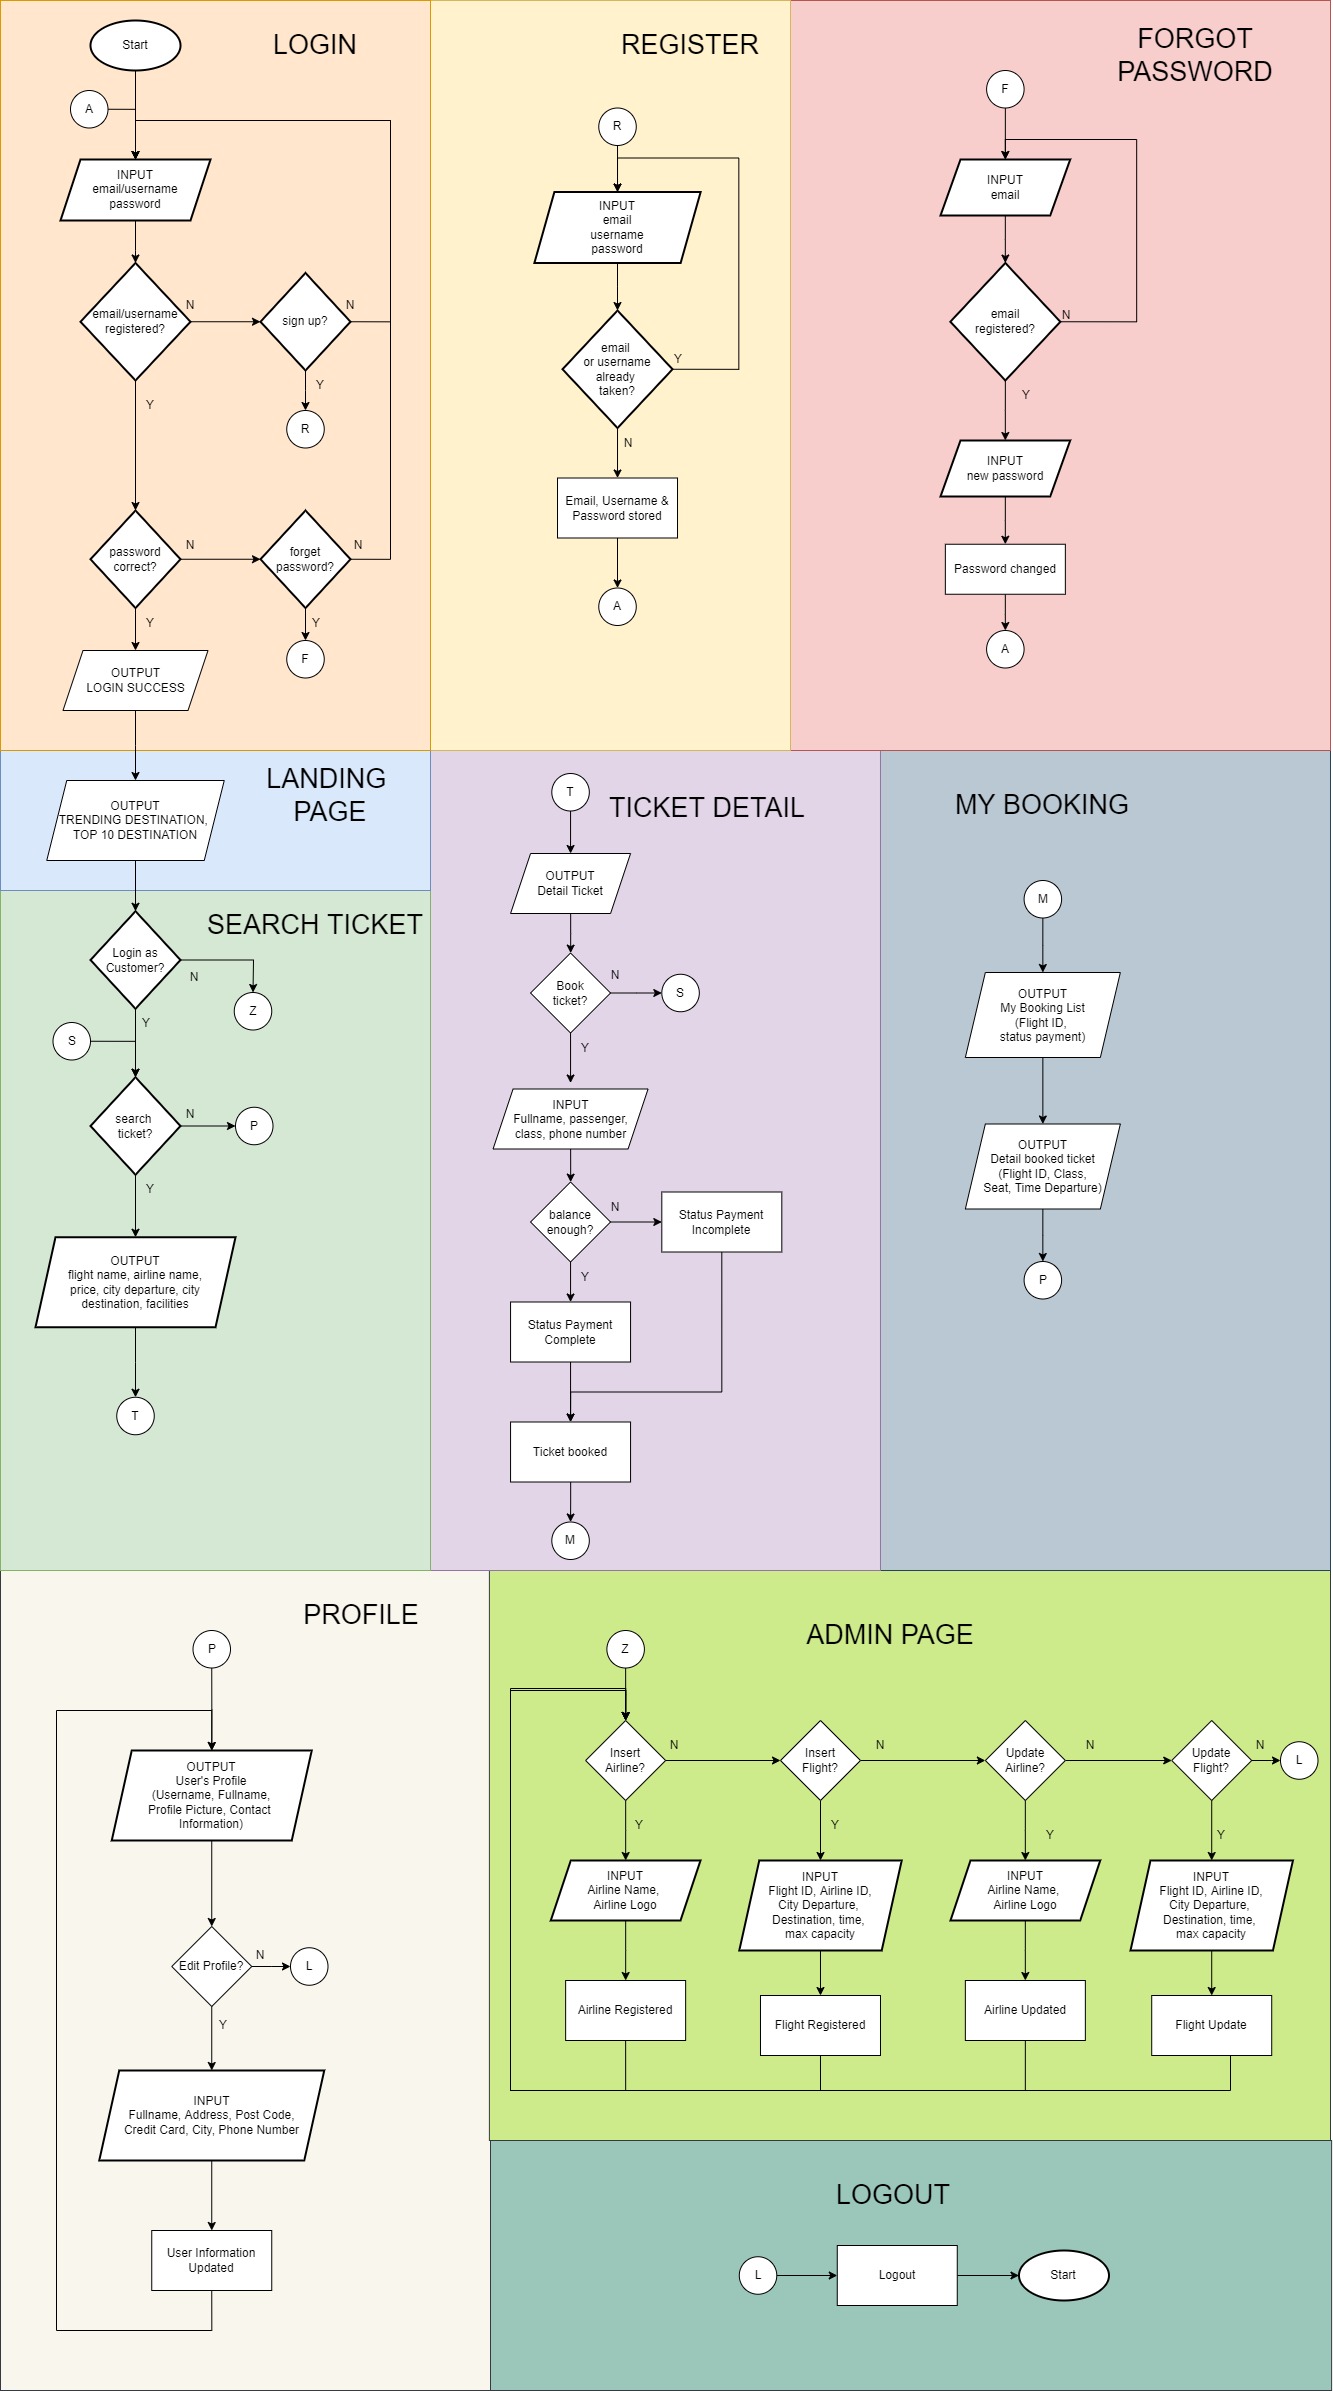 LOGIN
Start
A
INPUT
email/username
password
email/username
registered?
N
sign up?
N
Y
Y
R
password
correct?
N
forget
password?
N
Y
Y
F
OUTPUT
LOGIN SUCCESS
REGISTER
R
INPUT
email
username
password
email
or username
already
taken?
Y
N
Email, Username &
Password stored
A
FORGOT
PASSWORD
F
INPUT
email
email
registered?
N
Y
INPUT
new password
Password changed
A
LANDING
PAGE
OUTPUT
TRENDING DESTINATION,
TOP 10 DESTINATION
SEARCH TICKET
Login as
Customer?
N
Z
Y
S
search
ticket?
N
P
Y
OUTPUT
flight name, airline name,
price, city departure, city
destination, facilities
T
TICKET DETAIL
T
OUTPUT
Detail Ticket
Book
ticket?
N
S
Y
INPUT
Fullname, passenger,
class, phone number
balance
enough?
N
Status Payment
Incomplete
Y
Status Payment
Complete
Ticket booked
M
MY BOOKING
M
OUTPUT
My Booking List
(Flight ID,
status payment)
OUTPUT
Detail booked ticket
(Flight ID, Class,
Seat, Time Departure)
P
PROFILE
P
OUTPUT
User's Profile
(Username, Fullname,
Profile Picture, Contact
Information)
Edit Profile?
N
L
Y
INPUT
Fullname, Address, Post Code,
Credit Card, City, Phone Number
User Information
Updated
ADMIN PAGE
Z
Insert
Airline?
N
Insert
Flight?
N
Update
Airline?
N
Update
Flight?
N
L
Y
Y
Y
Y
INPUT
Airline Name,
Airline Logo
INPUT
Flight ID, Airline ID,
City Departure,
Destination, time,
max capacity
INPUT
Airline Name,
Airline Logo
INPUT
Flight ID, Airline ID,
City Departure,
Destination, time,
max capacity
Airline Registered
Flight Registered
Airline Updated
Flight Update
LOGOUT
L
Logout
Start